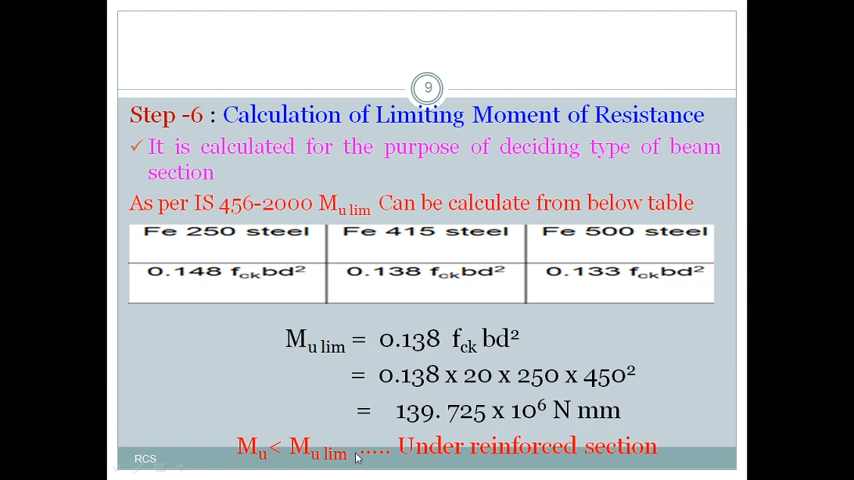 9
Step -6 : Calculation of Limiting Moment of Resistance
✓ It is calculated for the purpose of deciding type of beam
section
As per IS 456-2000 Mu lim Can be calculate from below table
Fe 250 steel Fe 415 steel Fe 500 steel
0.148 fckbd² 0.138 fckbd² 0.133 fckbd²
Mu lim = 0.138 fck bd²
= 0.138 x 20 x 250 x 450²
= 139. 725 x 10⁶ N mm
Mu< Mu lim ..... Under reinforced section
RCS